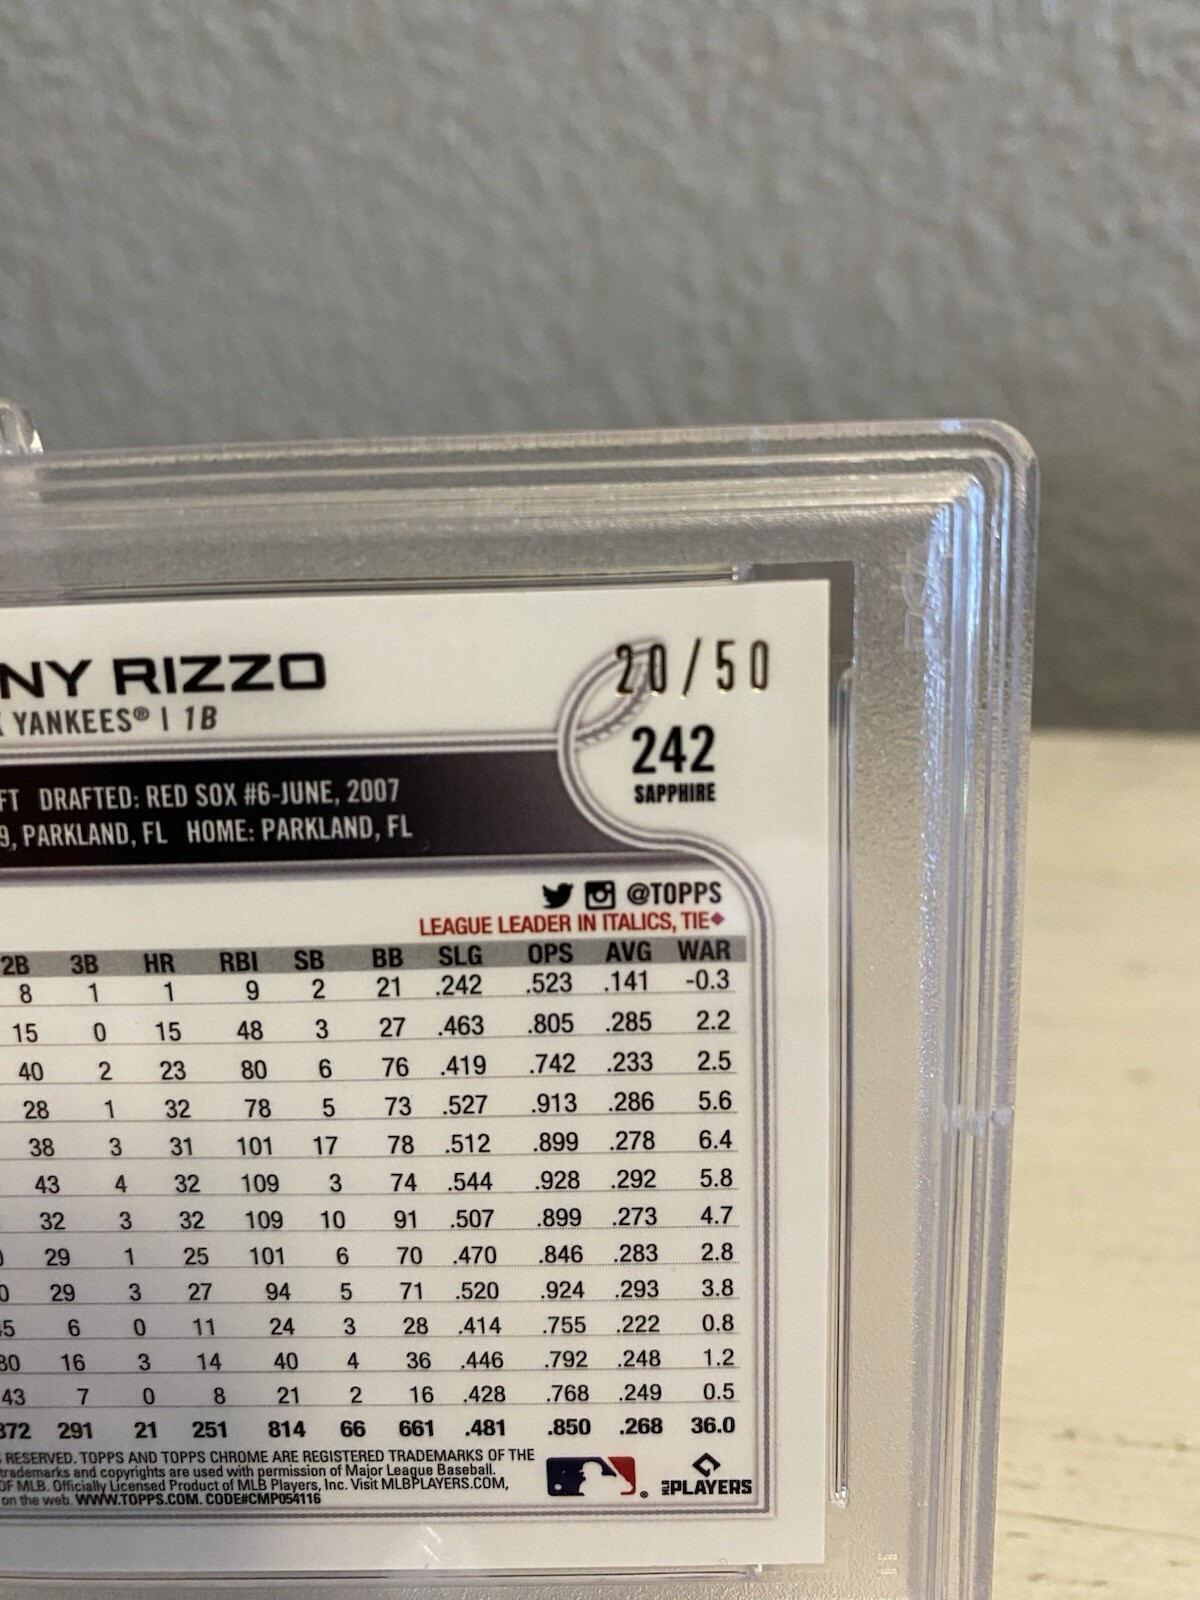 20/50
NY RIZZO
YANKEES® | 1B
242
SAPPHIRE
FT DRAFTED: RED SOX #6-JUNE, 2007
9, PARKLAND, FL HOME: PARKLAND, FL
@TOPPS
LEAGUE LEADER IN ITALICS, TIE◆
2B 3B HR RBI SB BB SLG OPS AVG WAR
8 1 1 9 2 21 .242 .523 .141 -0.3
15 0 15 48 3 27 .463 .805 .285 2.2
40 2 23 80 6 76 .419 .742 .233 2.5
28 1 32 78 5 73 .527 .913 .286 5.6
38 3 31 101 17 78 .512 .899 .278 6.4
43 4 32 109 3 74 .544 .928 .292 5.8
32 3 32 109 10 91 .507 .899 .273 4.7
29 1 25 101 6 70 .470 .846 .283 2.8
0 29 3 27 94 5 71 .520 .924 .293 3.8
45 6 0 11 24 3 28 .414 .755 .222 0.8
80 16 3 14 40 4 36 .446 .792 .248 1.2
43 7 0 8 21 2 16 .428 .768 .249 0.5
372 291 21 251 814 66 661 .481 .850 .268 36.0
RESERVED. TOPPS AND TOPPS CHROME ARE REGISTERED TRADEMARKS OF THE
trademarks and copyrights are used with permission of Major League Baseball.
OF MLB. Officially Licensed Product of MLB Players, Inc. Visit MLBPLAYERS.COM,
on the web. WWW.TOPPS.COM. CODE#CMP054116
MLB PLAYERS
PSA